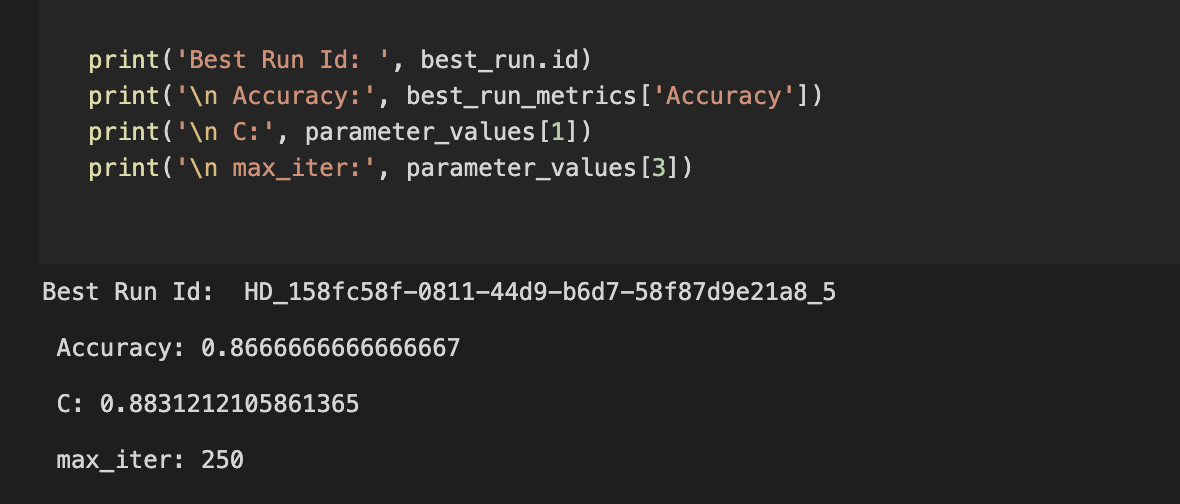 print('Best Run Id: ', best_run.id)
print('\n Accuracy:', best_run_metrics['Accuracy'])
print('\n C:', parameter_values[1])
print('\n max_iter:', parameter_values[3])
Best Run Id:  HD_158fc58f-0811-44d9-b6d7-58f87d9e21a8_5
Accuracy: 0.8666666666666667
C: 0.8831212105861365
max_iter: 250